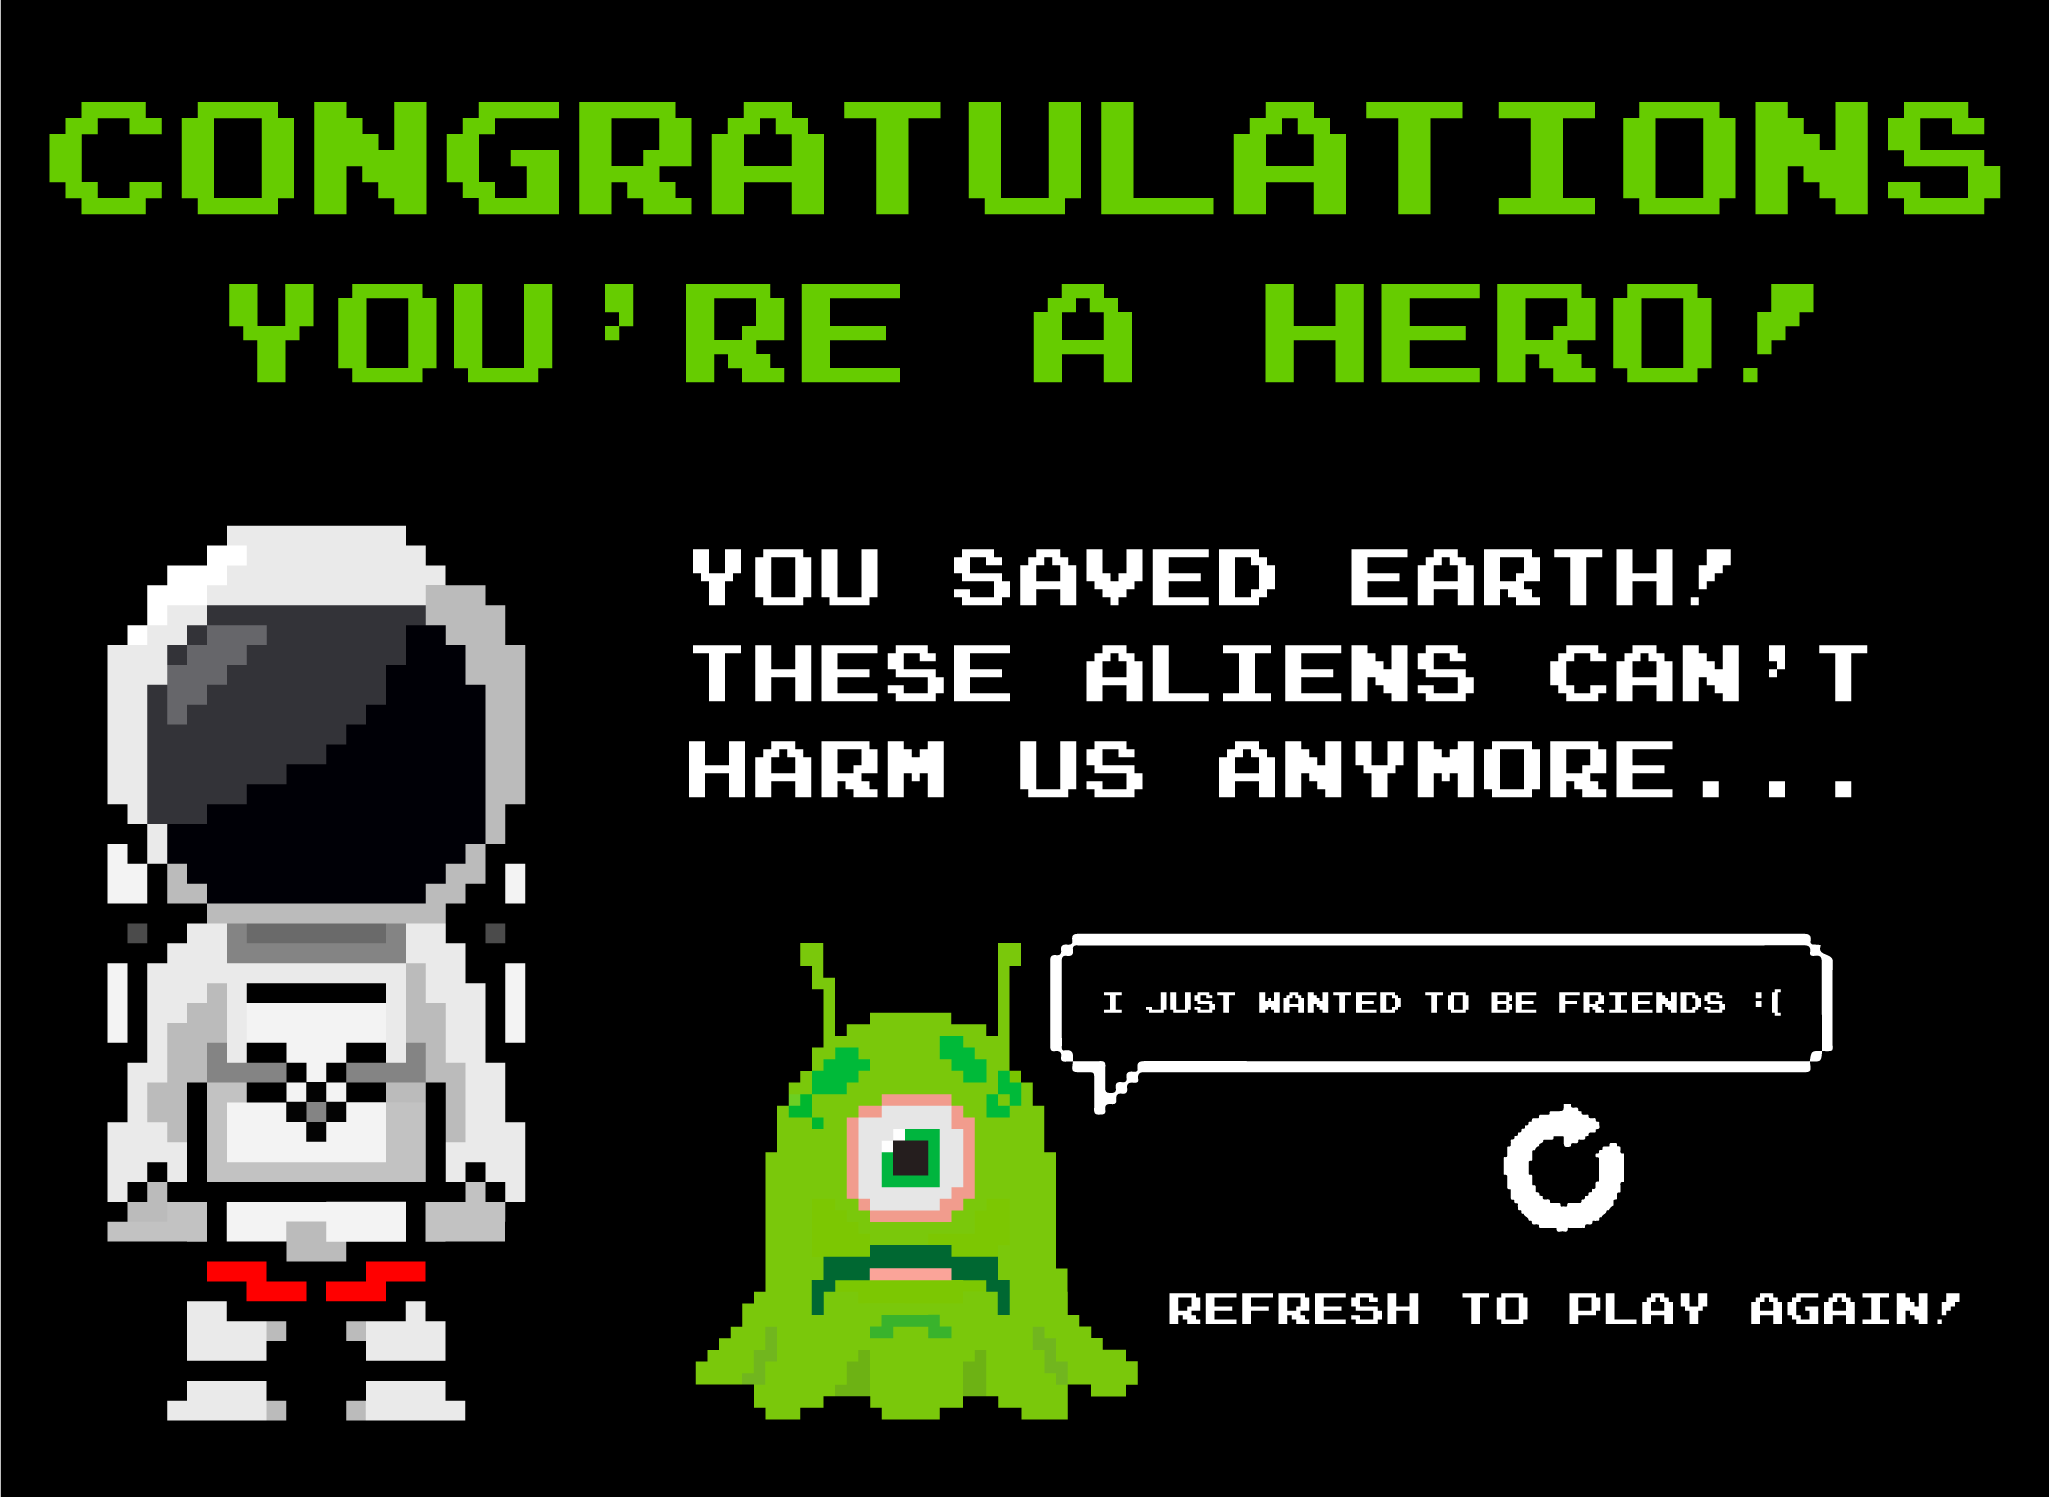 CONGRATULATIONS
YOU'RE A HERO!
YOU SAVED EARTH!
THESE ALIENS CAN'T
HARM US ANYMORE...
I JUST WANTED TO BE FRIENDS :(
REFRESH TO PLAY AGAIN!